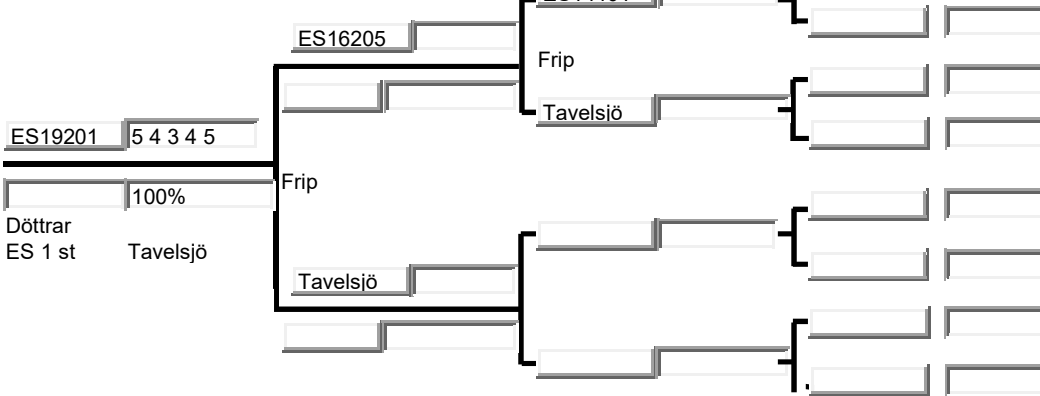 ES16205
Frip
Tavelsjö
ES19201 5 4 3 4 5
Frip
100%
Döttrar
ES 1 st Tavelsjö
Tavelsjö